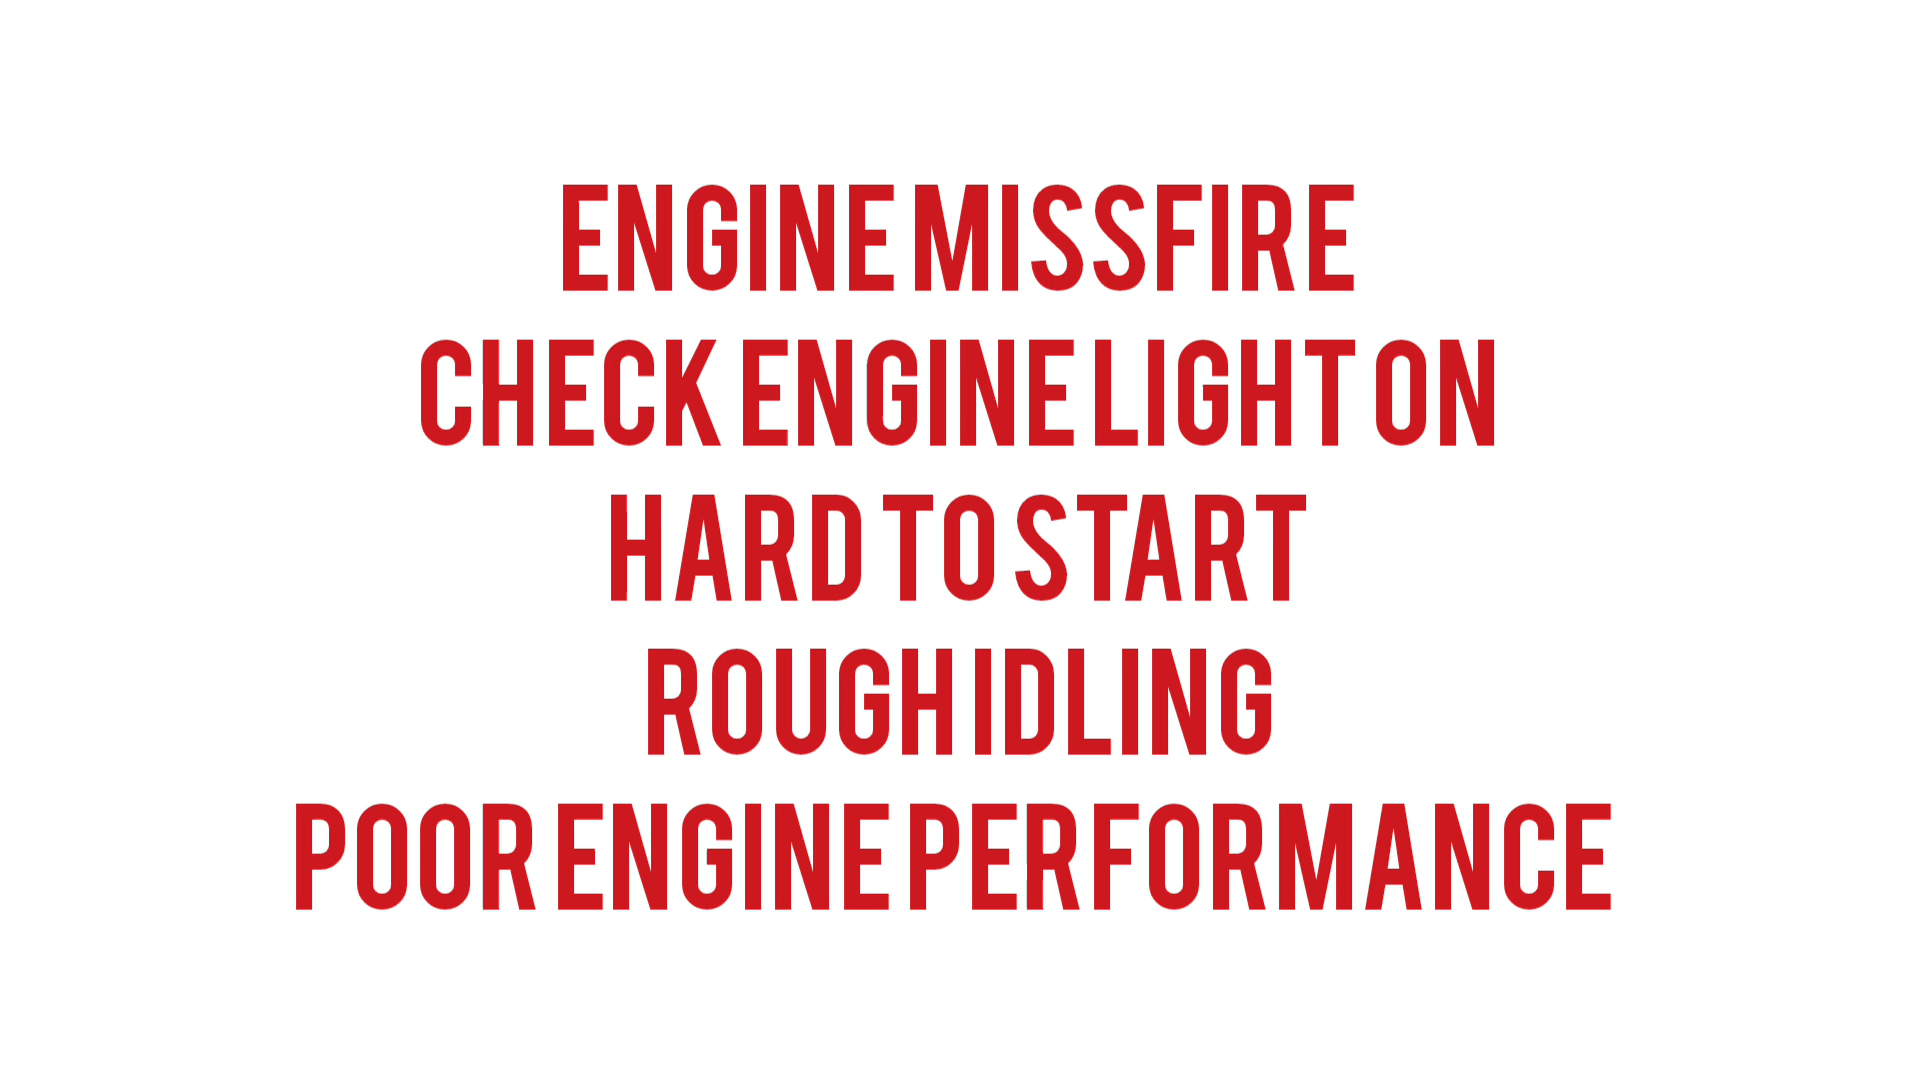 ENGINE MISSFIRE
CHECK ENGINE LIGHT ON
HARD TO START
ROUGH IDLING
POOR ENGINE PERFORMANCE